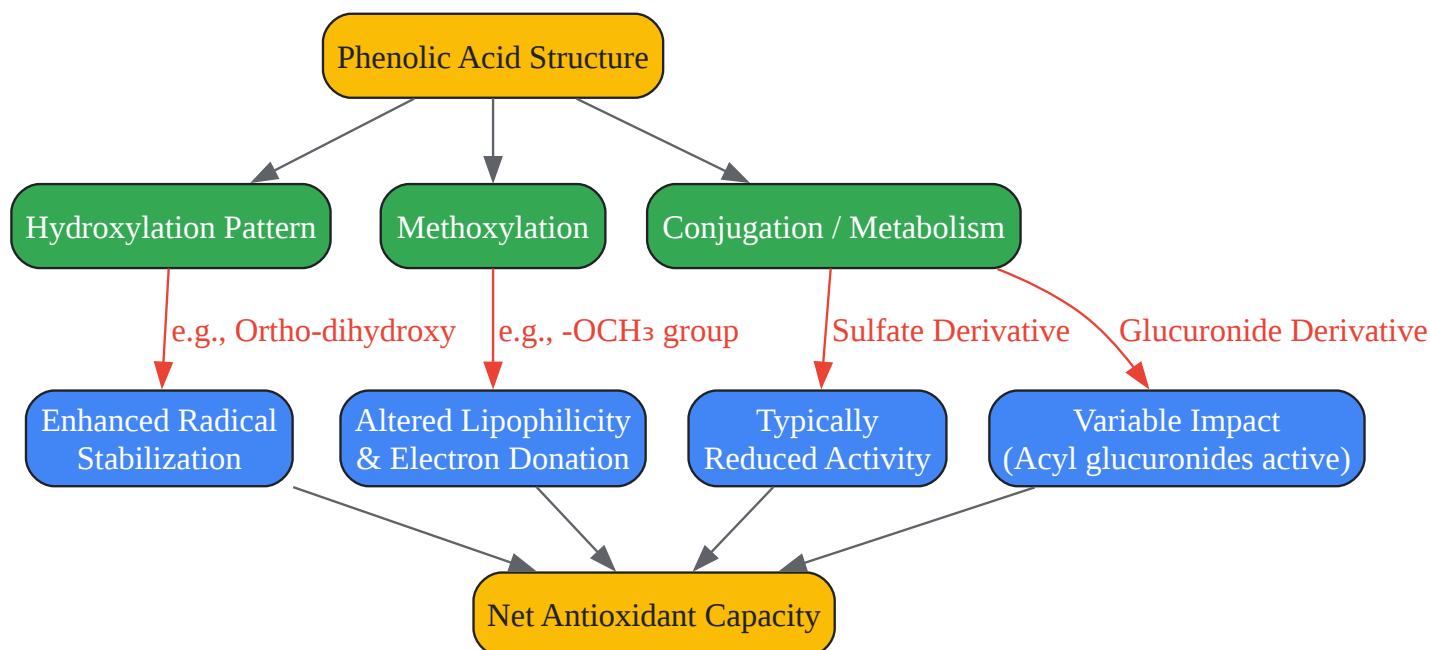 Phenolic Acid Structure
Hydroxylation Pattern
Methoxylation
Conjugation / Metabolism
e.g., Ortho-dihydroxy
e.g., -OCH₃ group
Sulfate Derivative
Glucuronide Derivative
Enhanced Radical
Stabilization
Altered Lipophilicity
& Electron Donation
Typically
Reduced Activity
Variable Impact
(Acyl glucuronides active)
Net Antioxidant Capacity